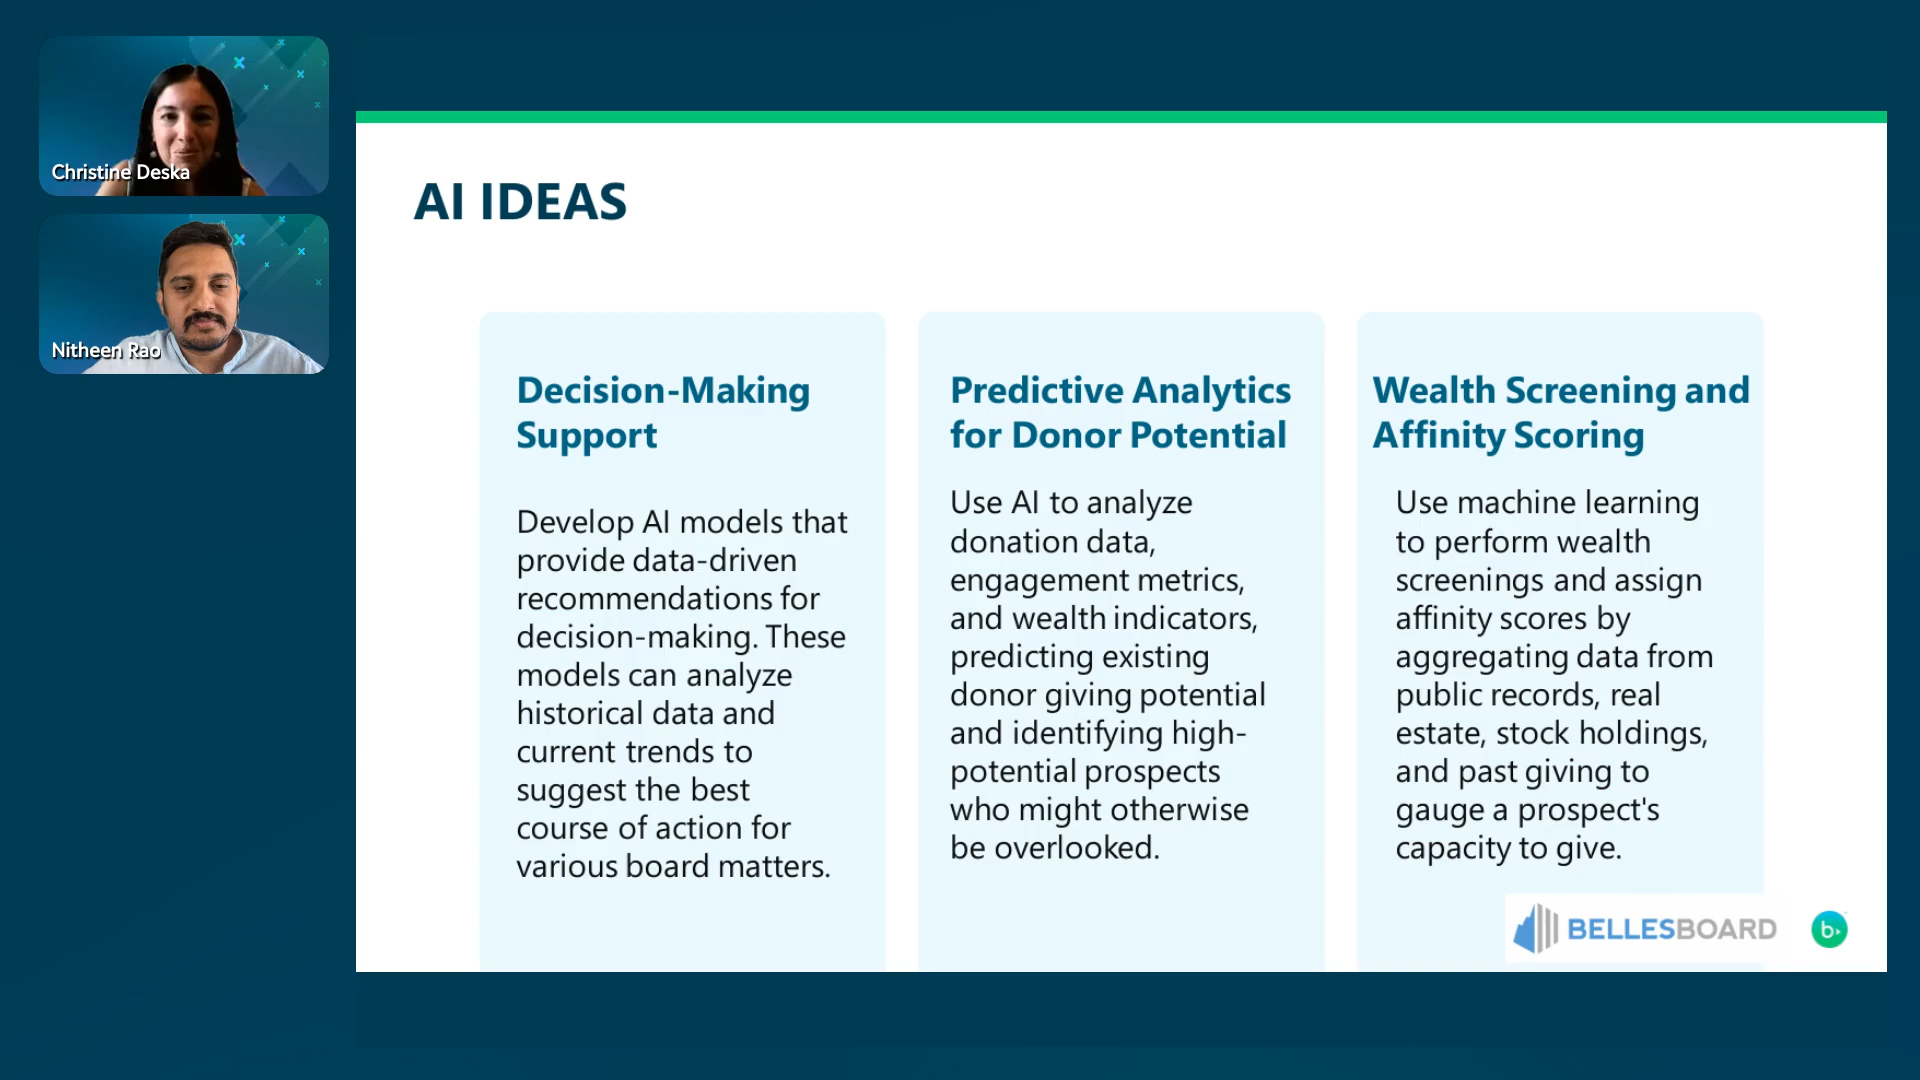 Christine Deska
Nitheen Rao
AI IDEAS
Decision-Making
Support
Develop AI models that
provide data-driven
recommendations for
decision-making. These
models can analyze
historical data and
current trends to
suggest the best
course of action for
various board matters.
Predictive Analytics
for Donor Potential
Use AI to analyze
donation data,
engagement metrics,
and wealth indicators,
predicting existing
donor giving potential
and identifying high-
potential prospects
who might otherwise
be overlooked.
Wealth Screening and
Affinity Scoring
Use machine learning
to perform wealth
screenings and assign
affinity scores by
aggregating data from
public records, real
estate, stock holdings,
and past giving to
gauge a prospect's
capacity to give.
BELLESBOARD
b